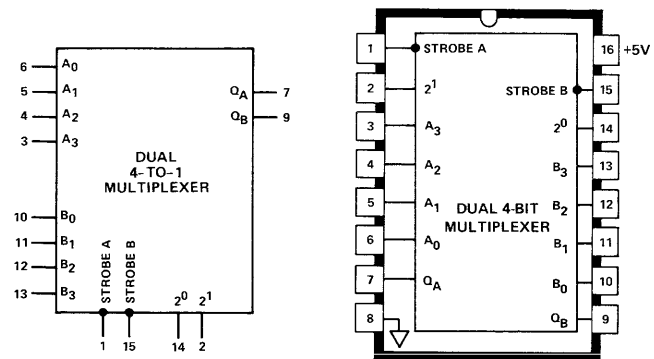 6 A0
5 A1
4 A2
3 A3
QA 7
QB 9
DUAL
4-TO-1
MULTIPLEXER
10 B0
11 B1
12 B2
13 B3
STROBE A
STROBE B
2⁰ 2¹
1 15 14 2
1 STROBE A
2 2¹
3 A3
4 A2
5 A1
6 A0
7 QA
8
DUAL 4-BIT
MULTIPLEXER
16 +5V
STROBE B 15
2⁰ 14
B3 13
B2 12
B1 11
B0 10
QB 9